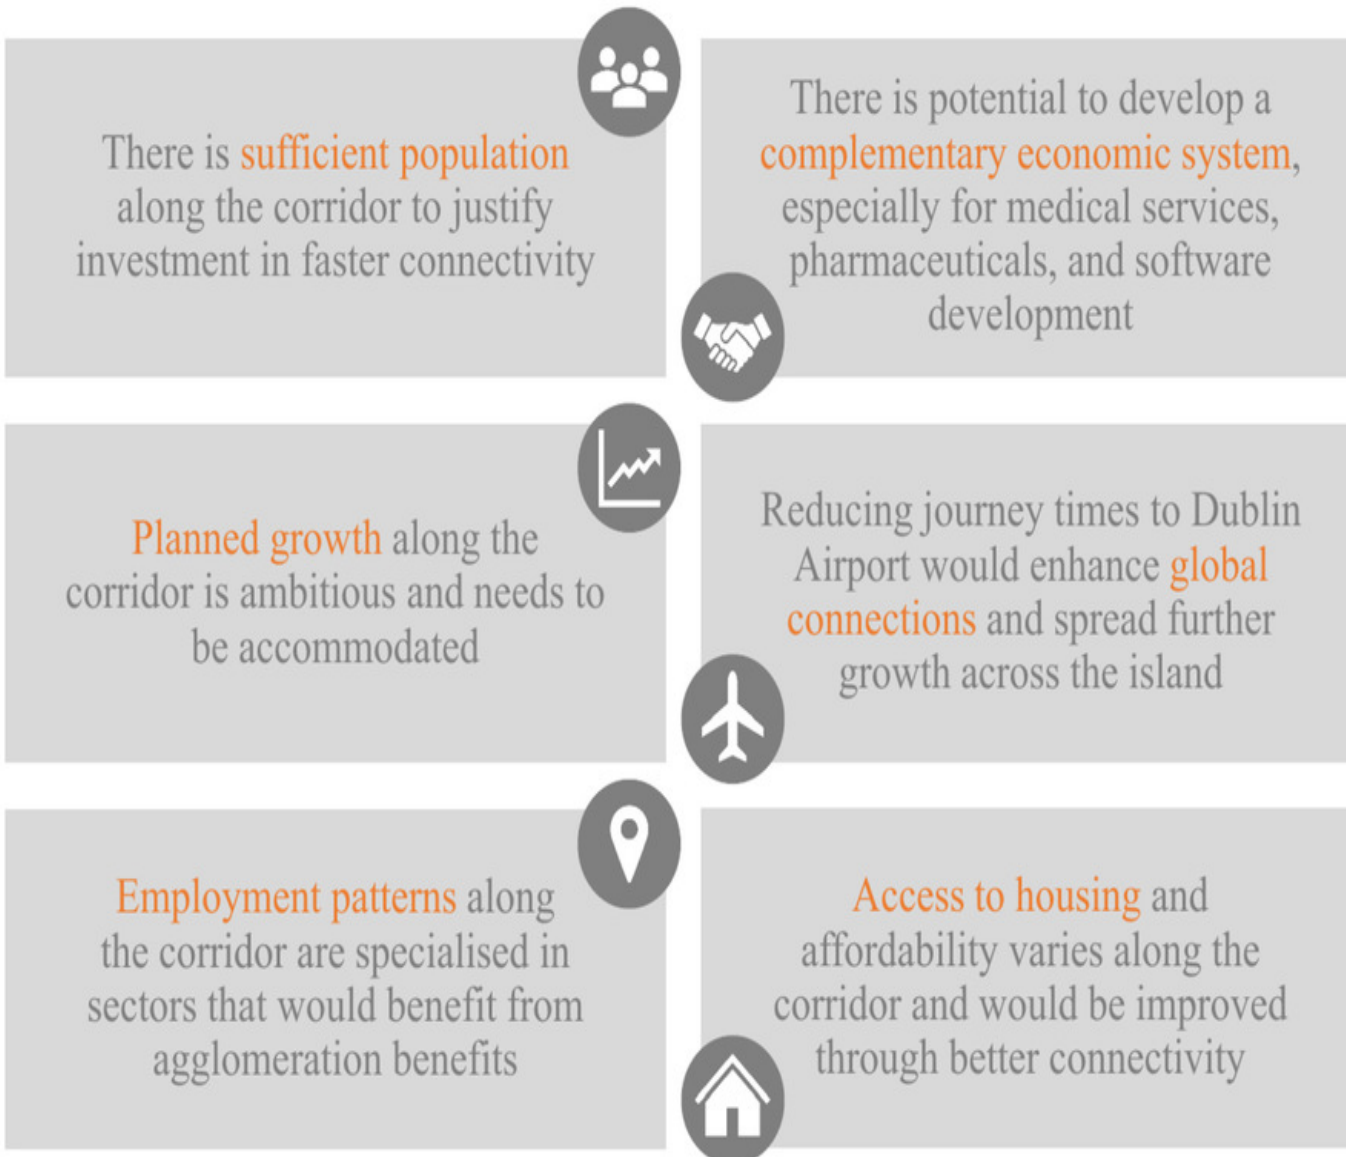 There is sufficient population
along the corridor to justify
investment in faster connectivity
There is potential to develop a
complementary economic system,
especially for medical services,
pharmaceuticals, and software
development
Planned growth along the
corridor is ambitious and needs to
be accommodated
Reducing journey times to Dublin
Airport would enhance global
connections and spread further
growth across the island
Employment patterns along
the corridor are specialised in
sectors that would benefit from
agglomeration benefits
Access to housing and
affordability varies along the
corridor and would be improved
through better connectivity